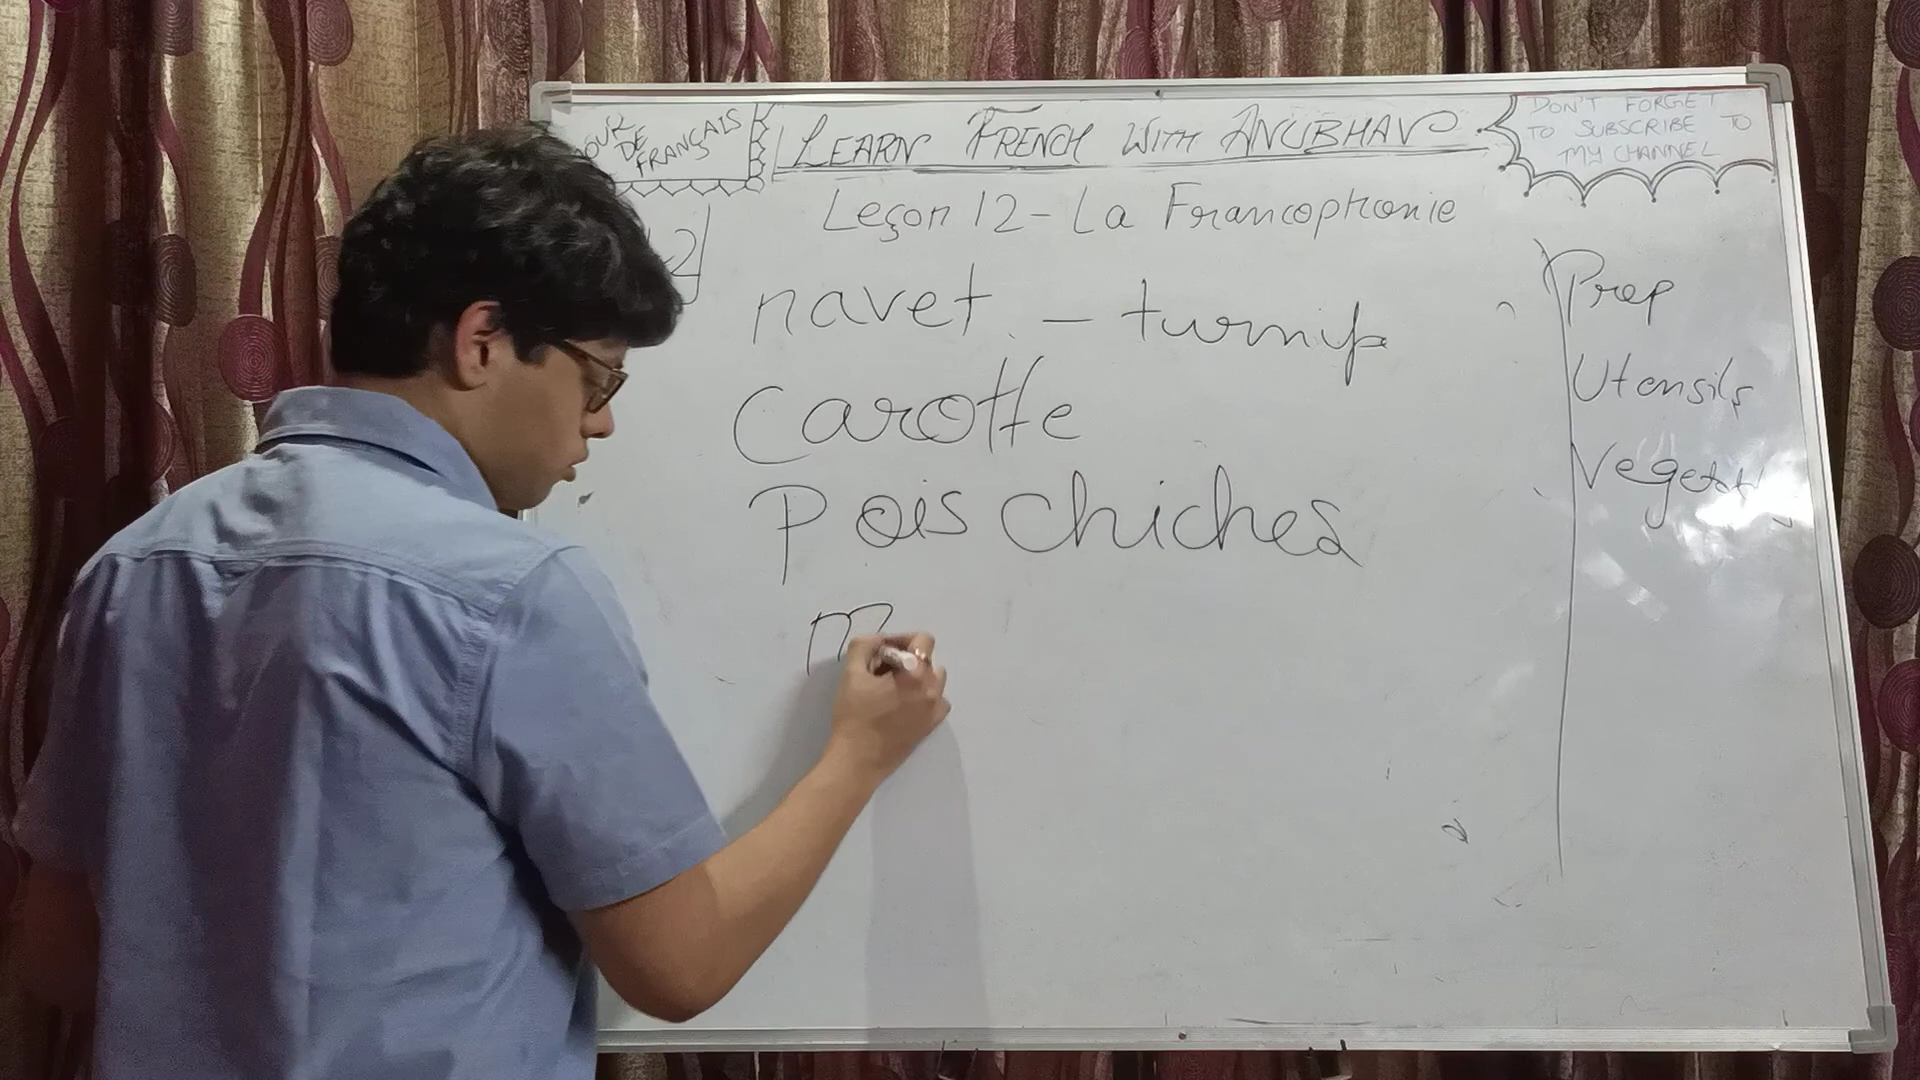 DE
FRANÇAIS
LEARN FRENCH WITH ANUBHAV
DON'T FORGET
TO SUBSCRIBE TO
MY CHANNEL
Leçon 12 - La Francophonie
2
navet - turnip
Carotte
Pois Chiches
Prep
Utensils